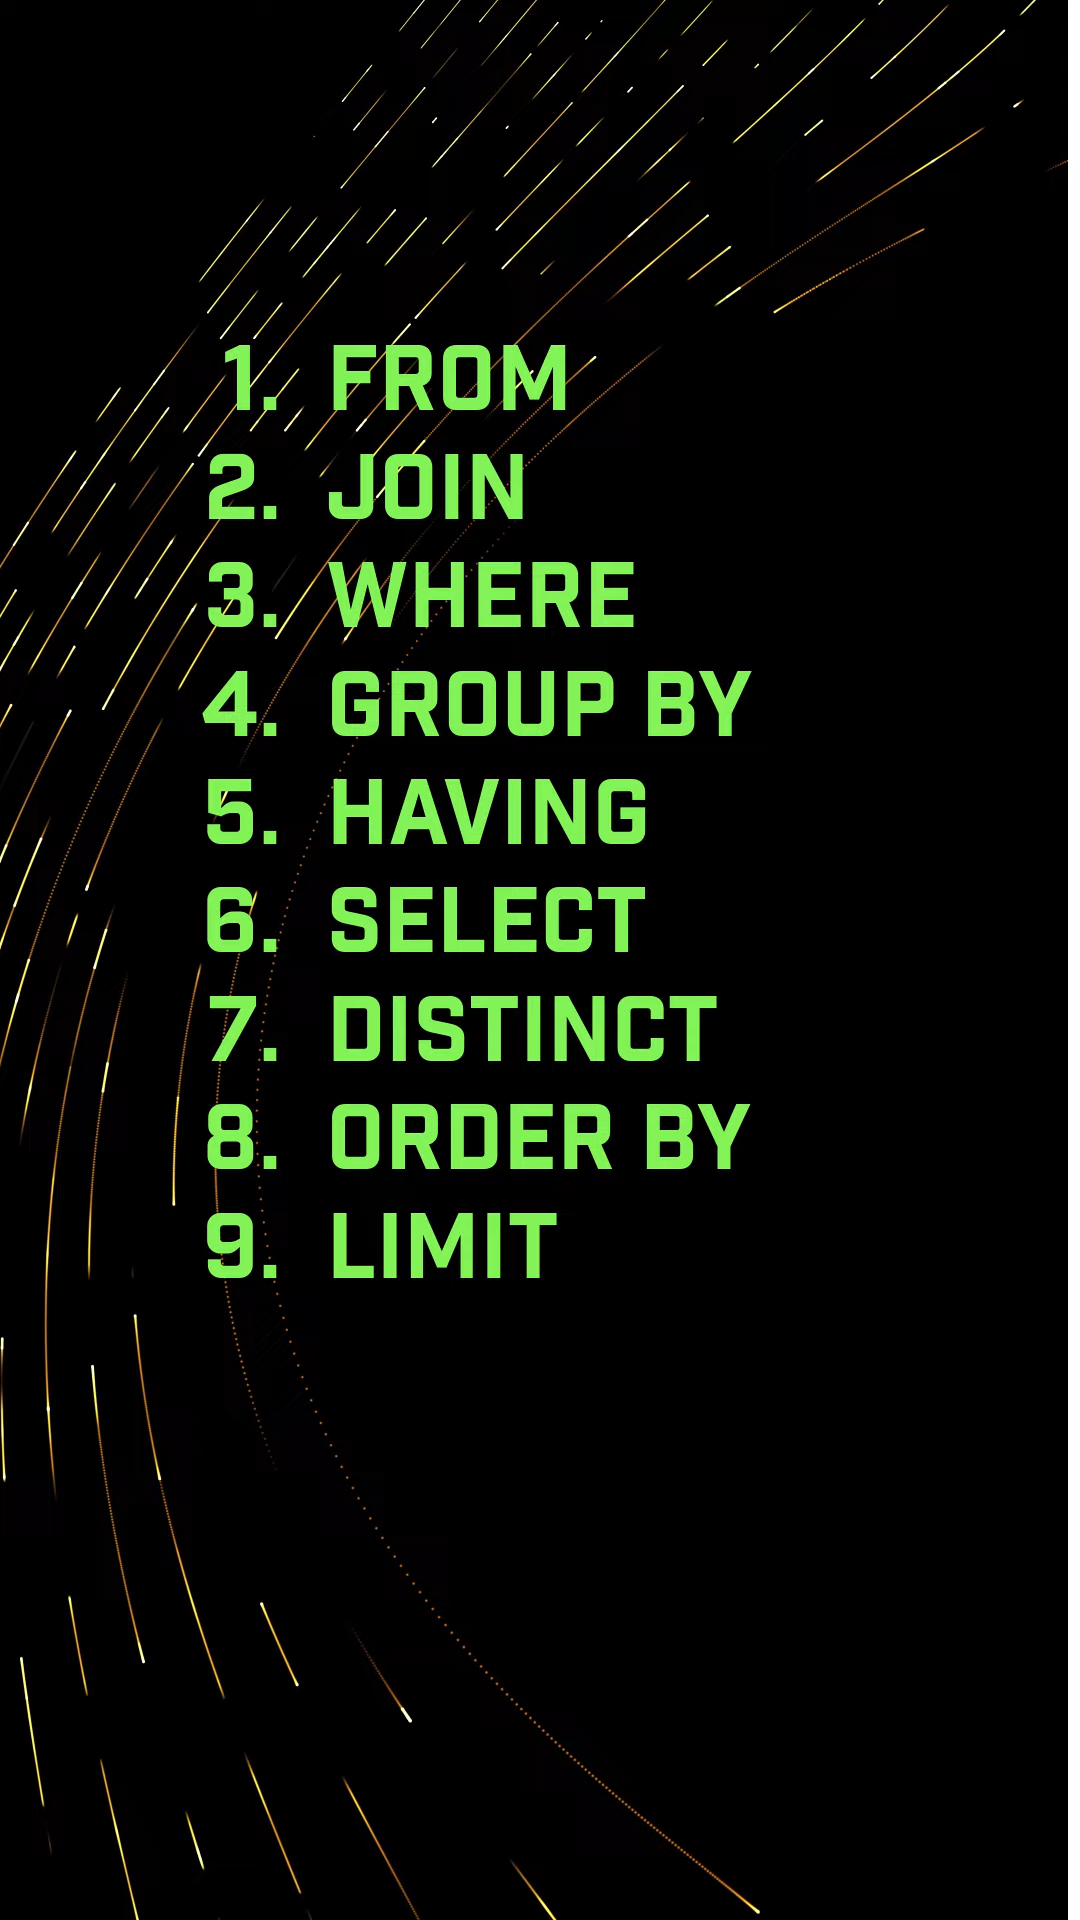 1. FROM
2. JOIN
3. WHERE
4. GROUP BY
5. HAVING
6. SELECT
7. DISTINCT
8. ORDER BY
9. LIMIT